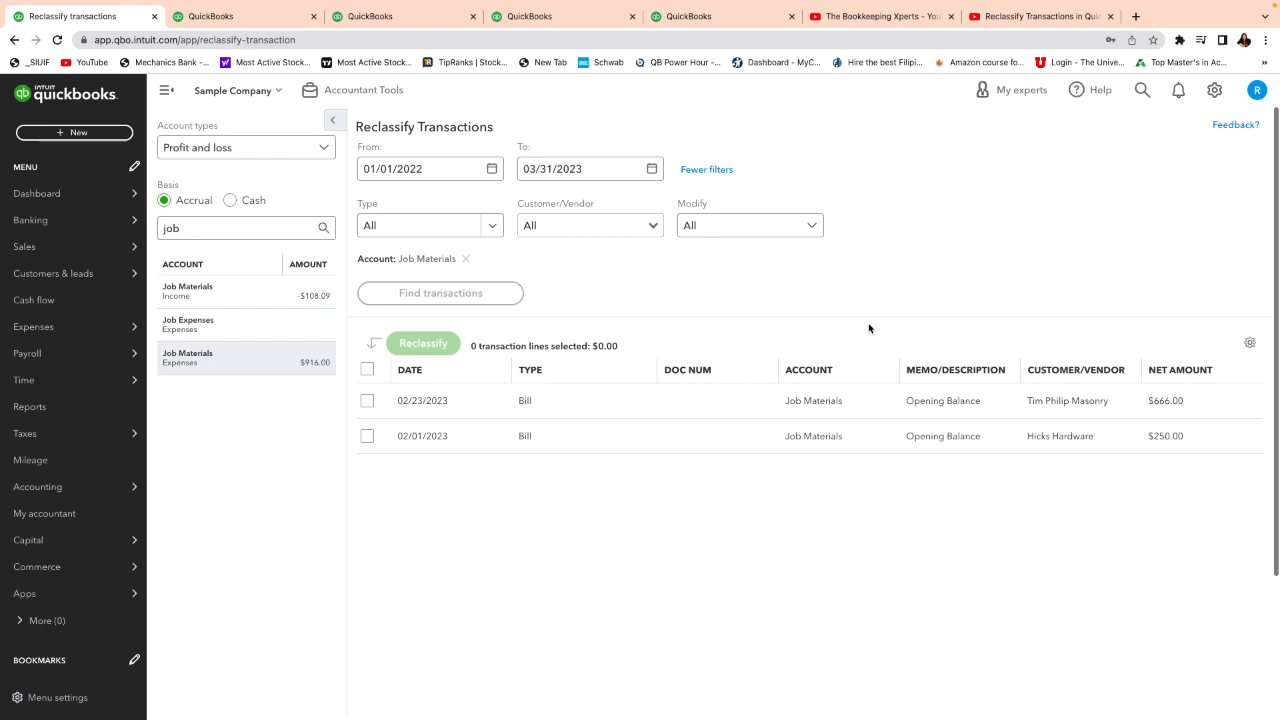 Reclassify transactions
QuickBooks
QuickBooks
QuickBooks
QuickBooks
The Bookkeeping Xperts - You
Reclassify Transactions in Quic
app.qbo.intuit.com/app/reclassify-transaction
_SIUIF
YouTube
Mechanics Bank -...
Most Active Stock...
Most Active Stock...
TipRanks | Stock...
New Tab
Schwab
QB Power Hour -...
Dashboard - MyC...
Hire the best Filipi...
Amazon course fo...
Login - The Unive...
Top Master's in Ac...
INTUIT
quickbooks.
Sample Company
Accountant Tools
My experts
Help
R
+ New
MENU
Dashboard
Banking
Sales
Customers & leads
Cash flow
Expenses
Payroll
Time
Reports
Taxes
Mileage
Accounting
My accountant
Capital
Commerce
Apps
More (0)
BOOKMARKS
Menu settings
Account types
Profit and loss
Basis
Accrual Cash
job
ACCOUNT AMOUNT
Job Materials
Income -$108.09
Job Expenses
Expenses
Job Materials
Expenses $916.00
Reclassify Transactions
Feedback?
From: To:
01/01/2022 03/31/2023 Fewer filters
Type Customer/Vendor Modify
All All All
Account: Job Materials
Find transactions
Reclassify 0 transaction lines selected: $0.00
DATE TYPE DOC NUM ACCOUNT MEMO/DESCRIPTION CUSTOMER/VENDOR NET AMOUNT
02/23/2023 Bill Job Materials Opening Balance Tim Philip Masonry $666.00
02/01/2023 Bill Job Materials Opening Balance Hicks Hardware $250.00